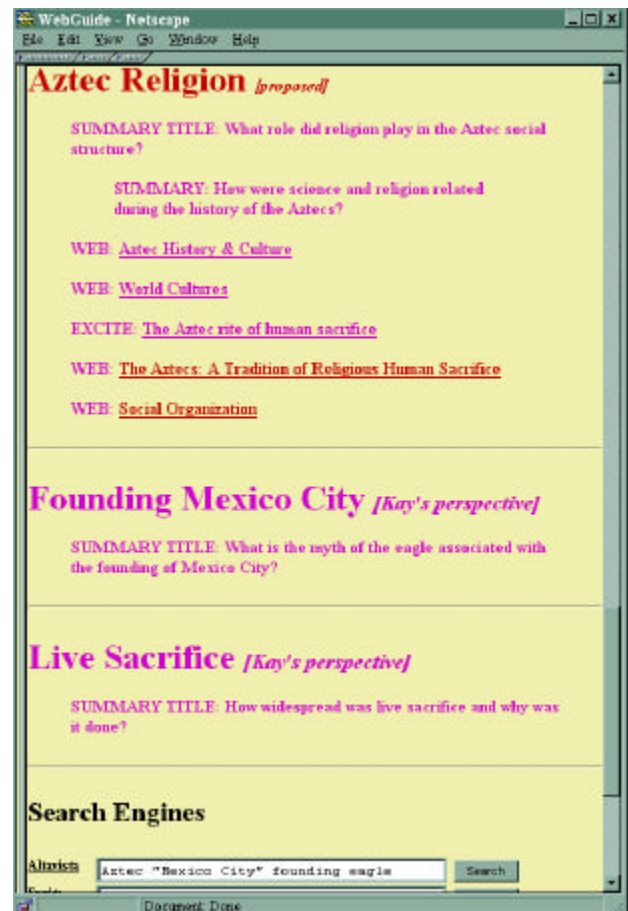 WebGuide - Netscape
File Edit View Go Window Help
Aztec Religion [proposed]
SUMMARY TITLE: What role did religion play in the Aztec social
structure?
SUMMARY: How were science and religion related
during the history of the Aztecs?
WEB: Aztec History & Culture
WEB: World Cultures
EXCITE: The Aztec rite of human sacrifice
WEB: The Aztecs: A Tradition of Religious Human Sacrifice
WEB: Social Organization
Founding Mexico City [Kay's perspective]
SUMMARY TITLE: What is the myth of the eagle associated with
the founding of Mexico City?
Live Sacrifice [Kay's perspective]
SUMMARY TITLE: How widespread was live sacrifice and why was
it done?
Search Engines
Altavista Aztec "Mexico City" founding eagle Search
Document: Done